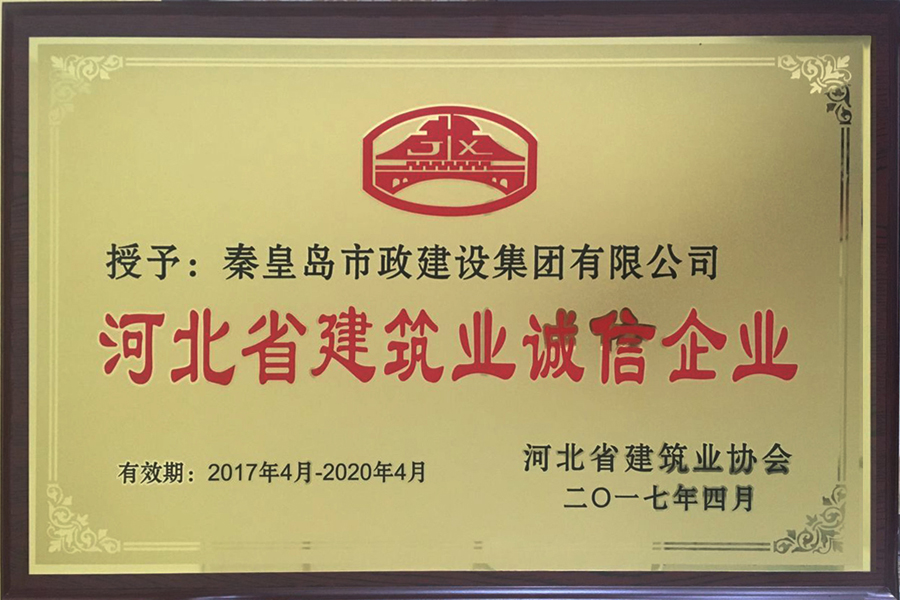 JX
授予：秦皇岛市政建设集团有限公司
河北省建筑业诚信企业
有效期：2017年4月-2020年4月
河北省建筑业协会
二〇一七年四月